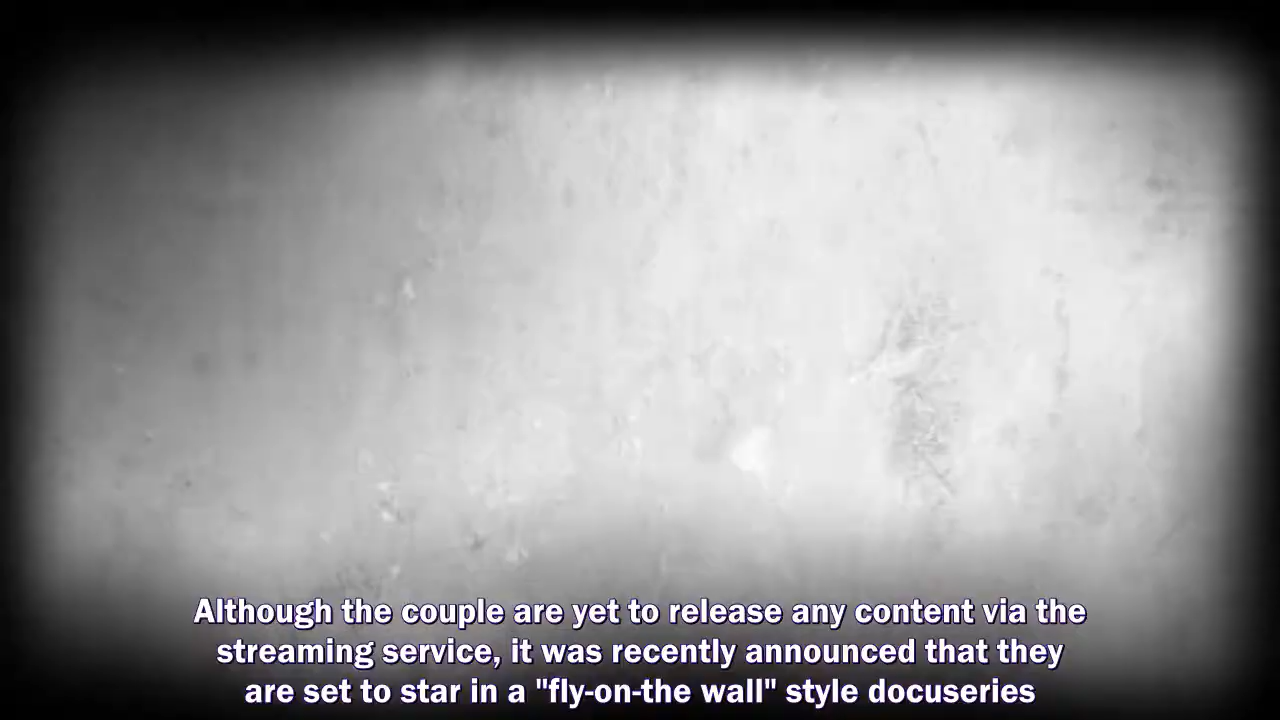 Although the couple are yet to release any content via the
streaming service, it was recently announced that they
are set to star in a "fly-on-the wall" style docuseries